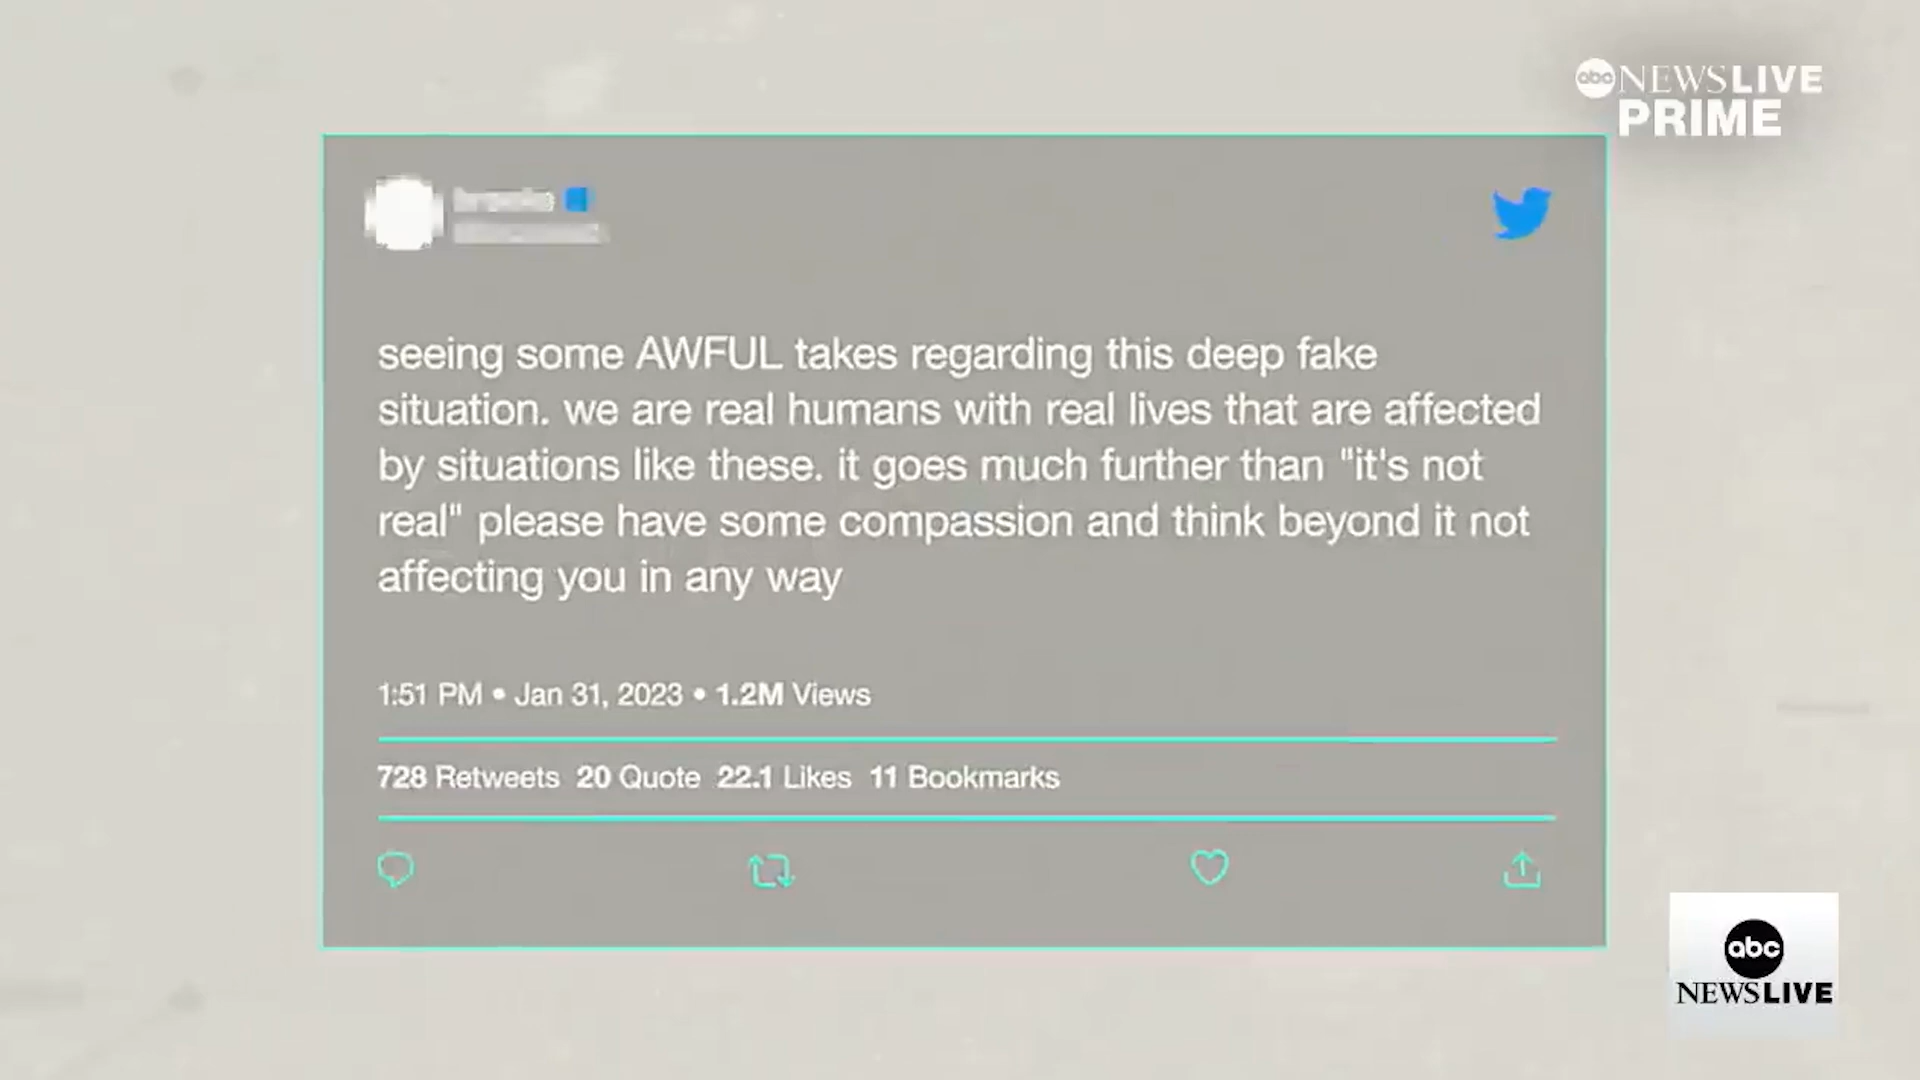 abc NEWS LIVE
PRIME
seeing some AWFUL takes regarding this deep fake
situation. we are real humans with real lives that are affected
by situations like these. it goes much further than "it's not
real" please have some compassion and think beyond it not
affecting you in any way
1:51 PM • Jan 31, 2023 • 1.2M Views
728 Retweets 20 Quote 22.1 Likes 11 Bookmarks
abc
NEWS LIVE